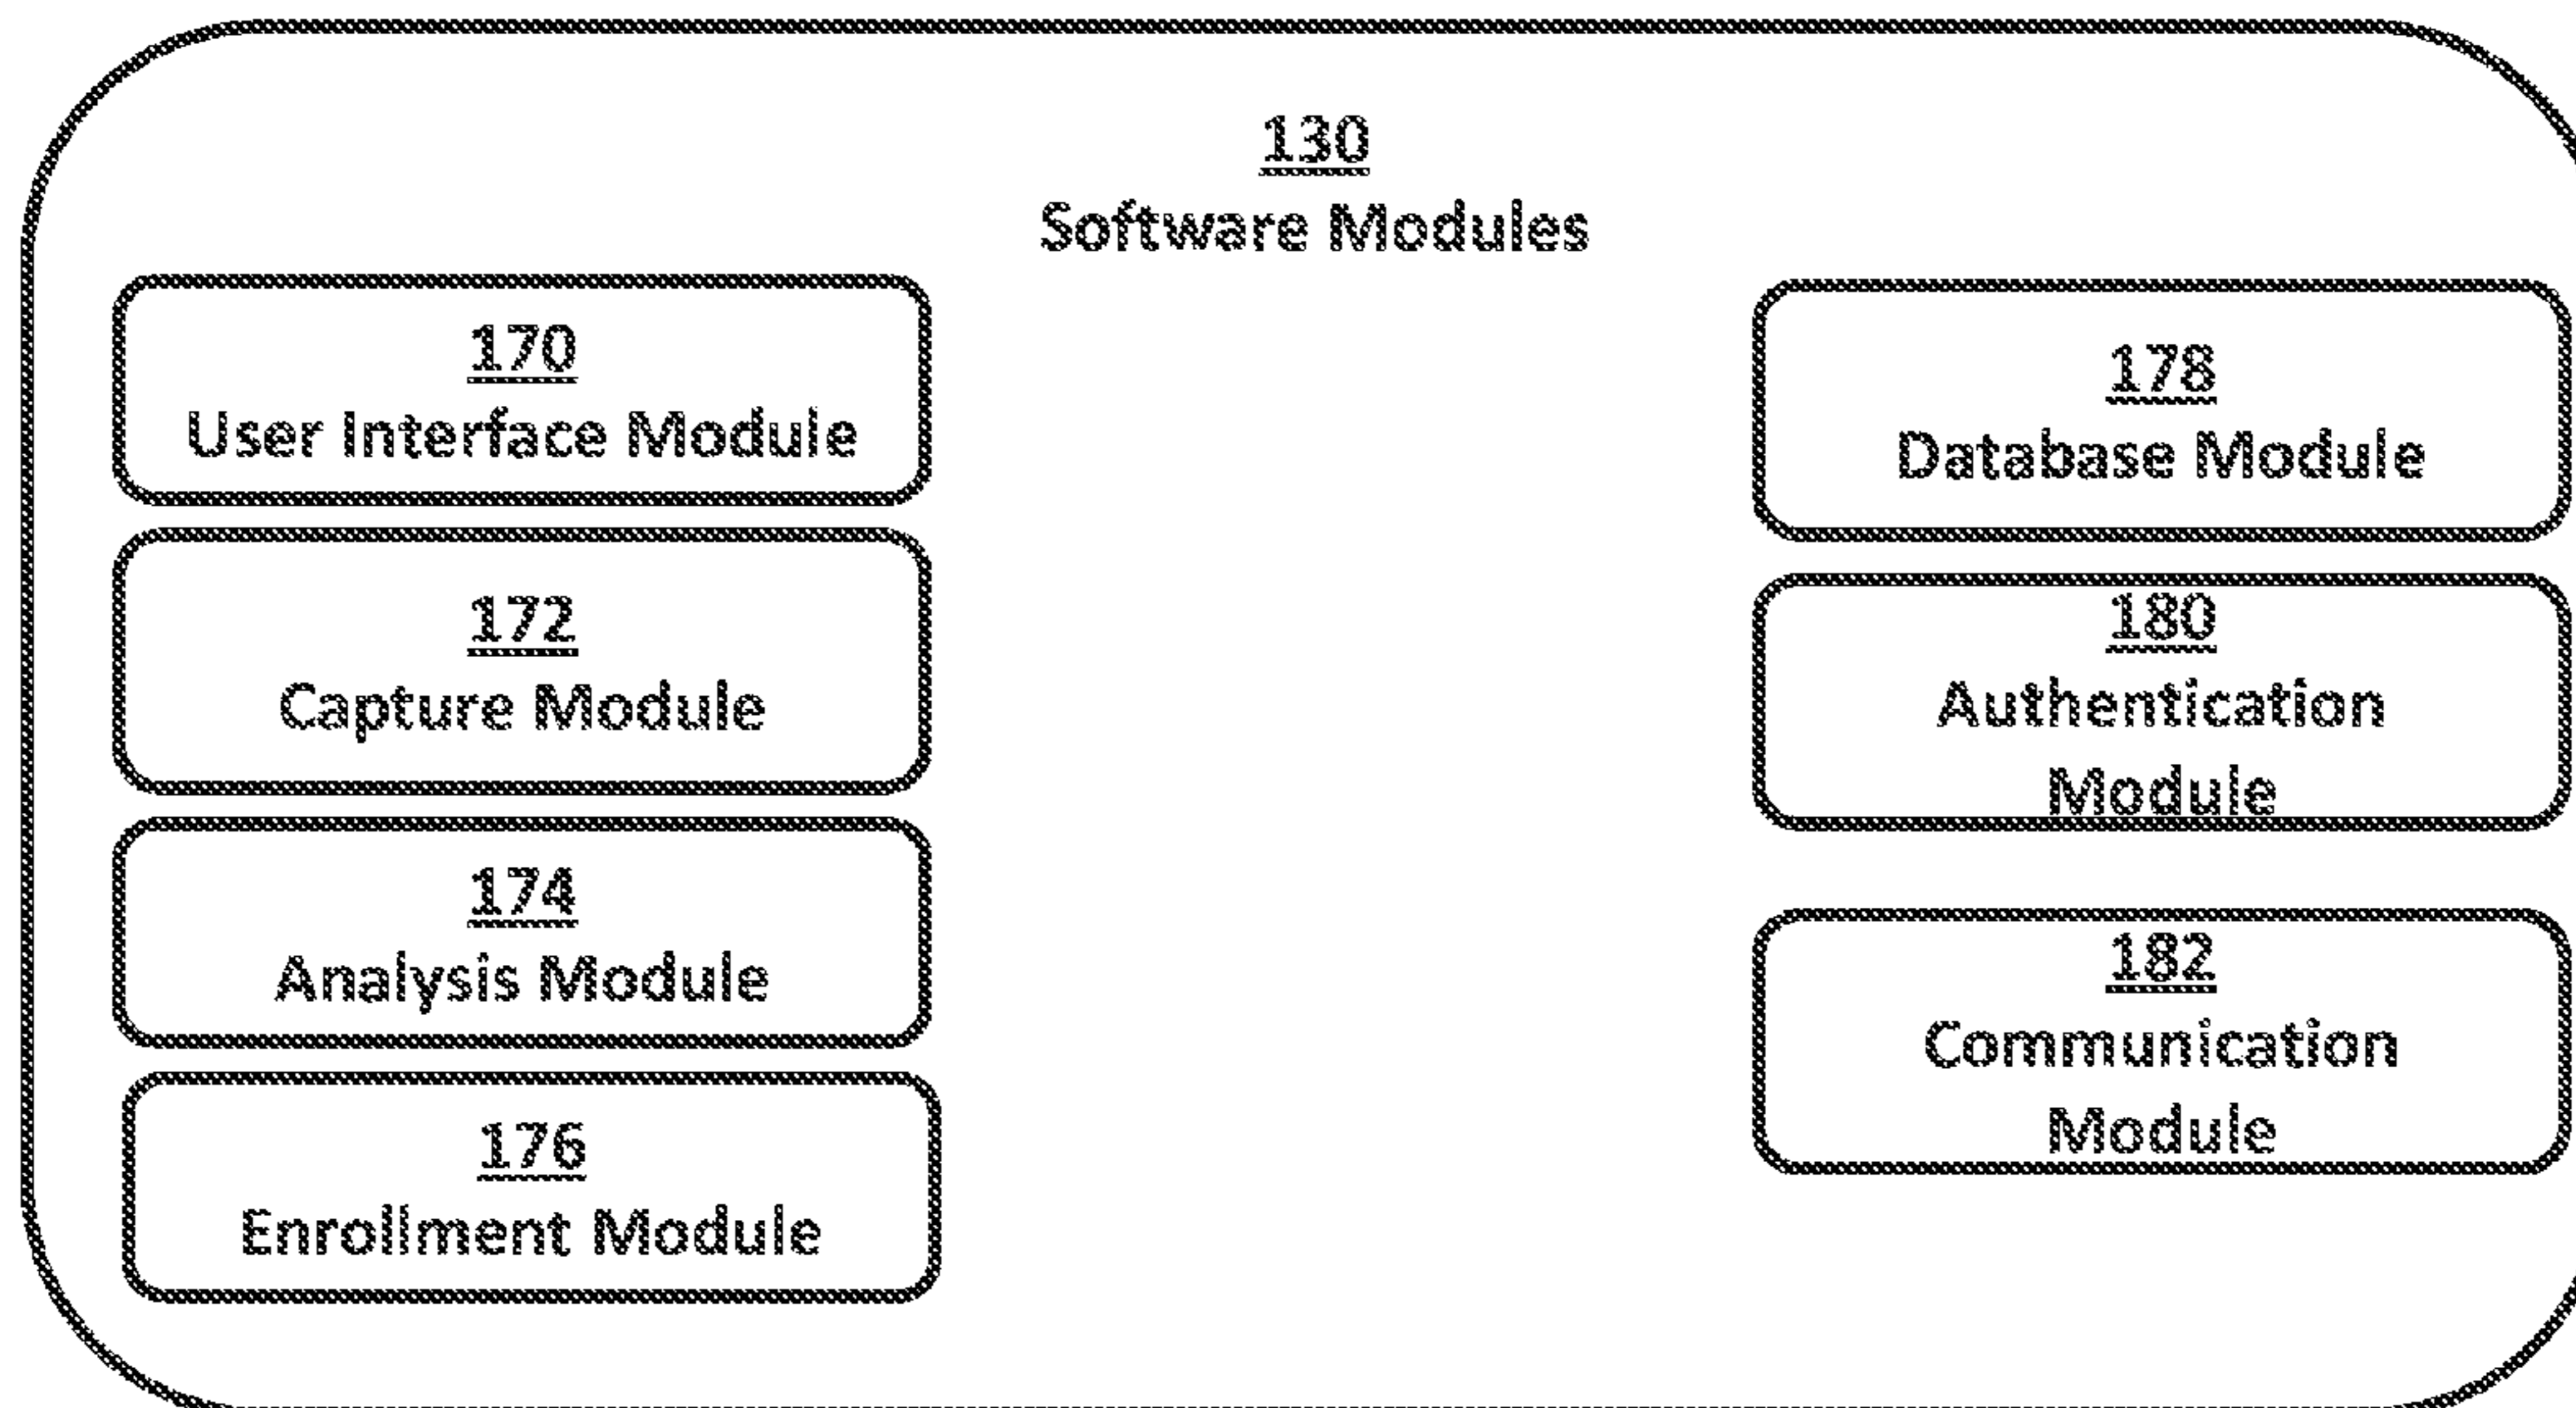 130
Software Modules
170
User Interface Module
172
Capture Module
174
Analysis Module
176
Enrollment Module
178
Database Module
180
Authentication
Module
182
Communication
Module